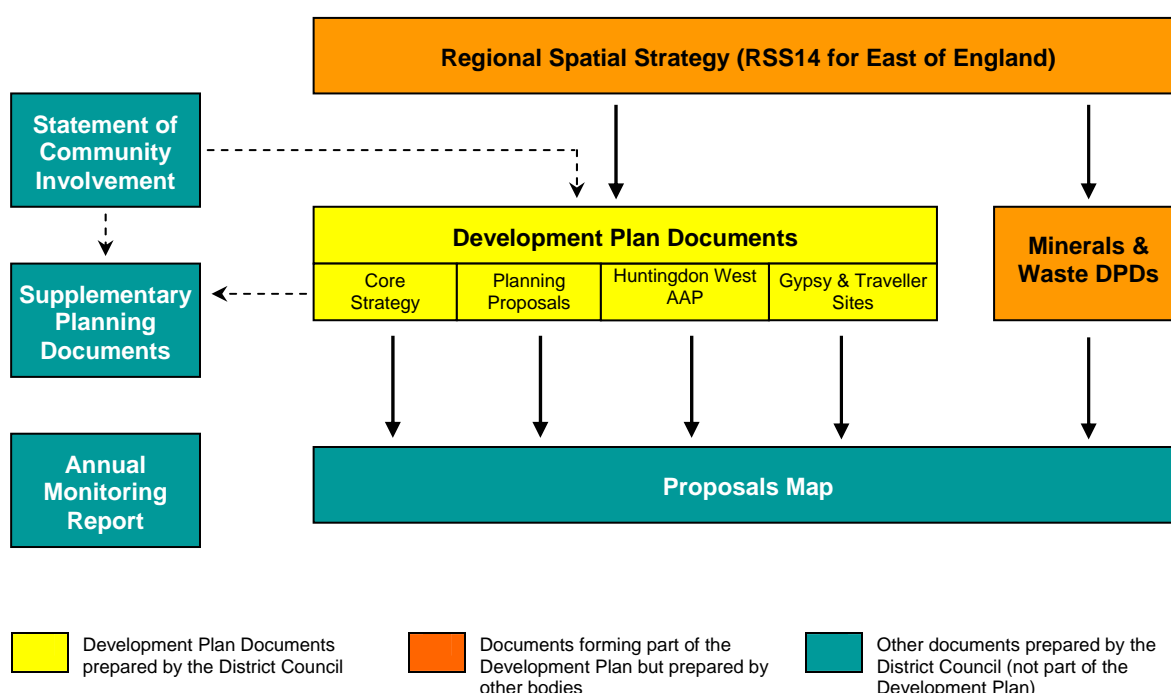 Regional Spatial Strategy (RSS14 for East of England)
Statement of
Community
Involvement
Development Plan Documents
Core
Strategy
Planning
Proposals
Huntingdon West
AAP
Gypsy & Traveller
Sites
Minerals &
Waste DPDs
Supplementary
Planning
Documents
Annual
Monitoring
Report
Proposals Map
Development Plan Documents
prepared by the District Council
Documents forming part of the
Development Plan but prepared by
other bodies
Other documents prepared by the
District Council (not part of the
Development Plan)